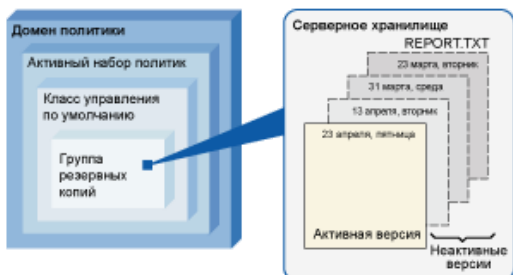 Домен политики
Активный набор политик
Класс управления
по умолчанию
Группа
резервных
копий
Серверное хранилище
REPORT.TXT
23 марта, вторник
31 марта, среда
13 апреля, вторник
23 апреля, пятница
Активная версия
Неактивные
версии